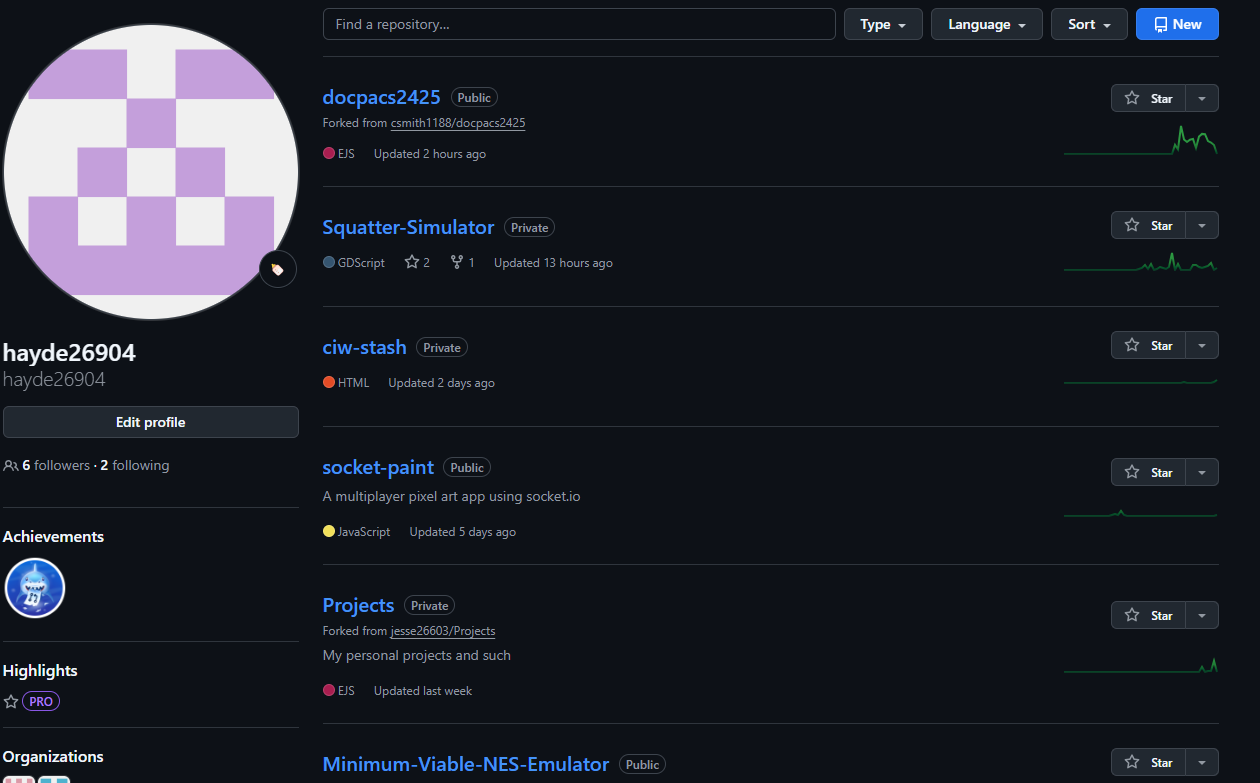 Find a repository...
Type
Language
Sort
New
hayde26904
hayde26904
Edit profile
6 followers · 2 following
Achievements
Highlights
PRO
Organizations
docpacs2425 Public
Star
Forked from csmith1188/docpacs2425
EJS Updated 2 hours ago
Squatter-Simulator Private
Star
GDScript 2 1 Updated 13 hours ago
ciw-stash Private
Star
HTML Updated 2 days ago
socket-paint Public
Star
A multiplayer pixel art app using socket.io
JavaScript Updated 5 days ago
Projects Private
Star
Forked from jesse26603/Projects
My personal projects and such
EJS Updated last week
Minimum-Viable-NES-Emulator Public
Star